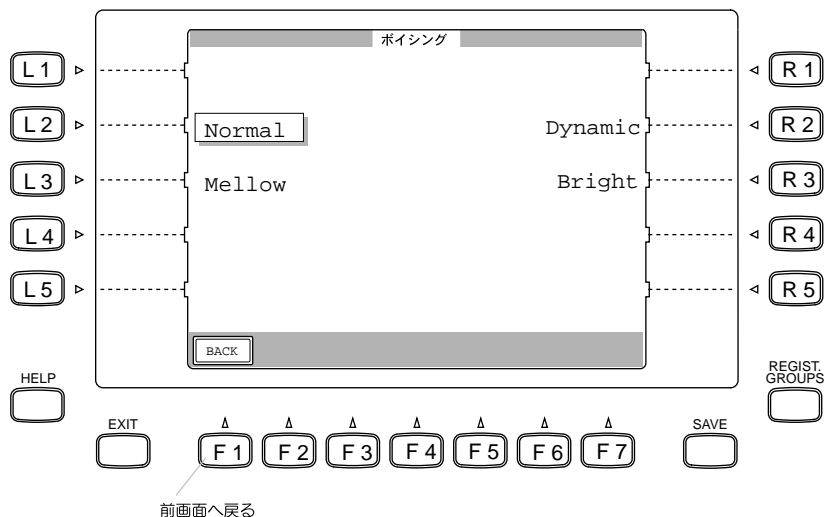 ボイシング
L1 R1
L2 Normal Dynamic R2
L3 Mellow Bright R3
L4 R4
L5 R5
BACK
HELP
REGIST.
GROUPS
EXIT
SAVE
F1 F2 F3 F4 F5 F6 F7
前画面へ戻る